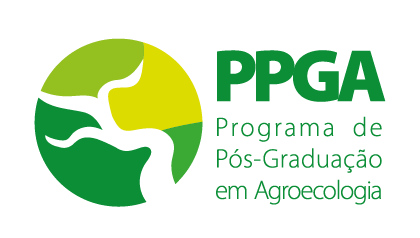 PPGA
Programa de
Pós-Graduação
em Agroecologia